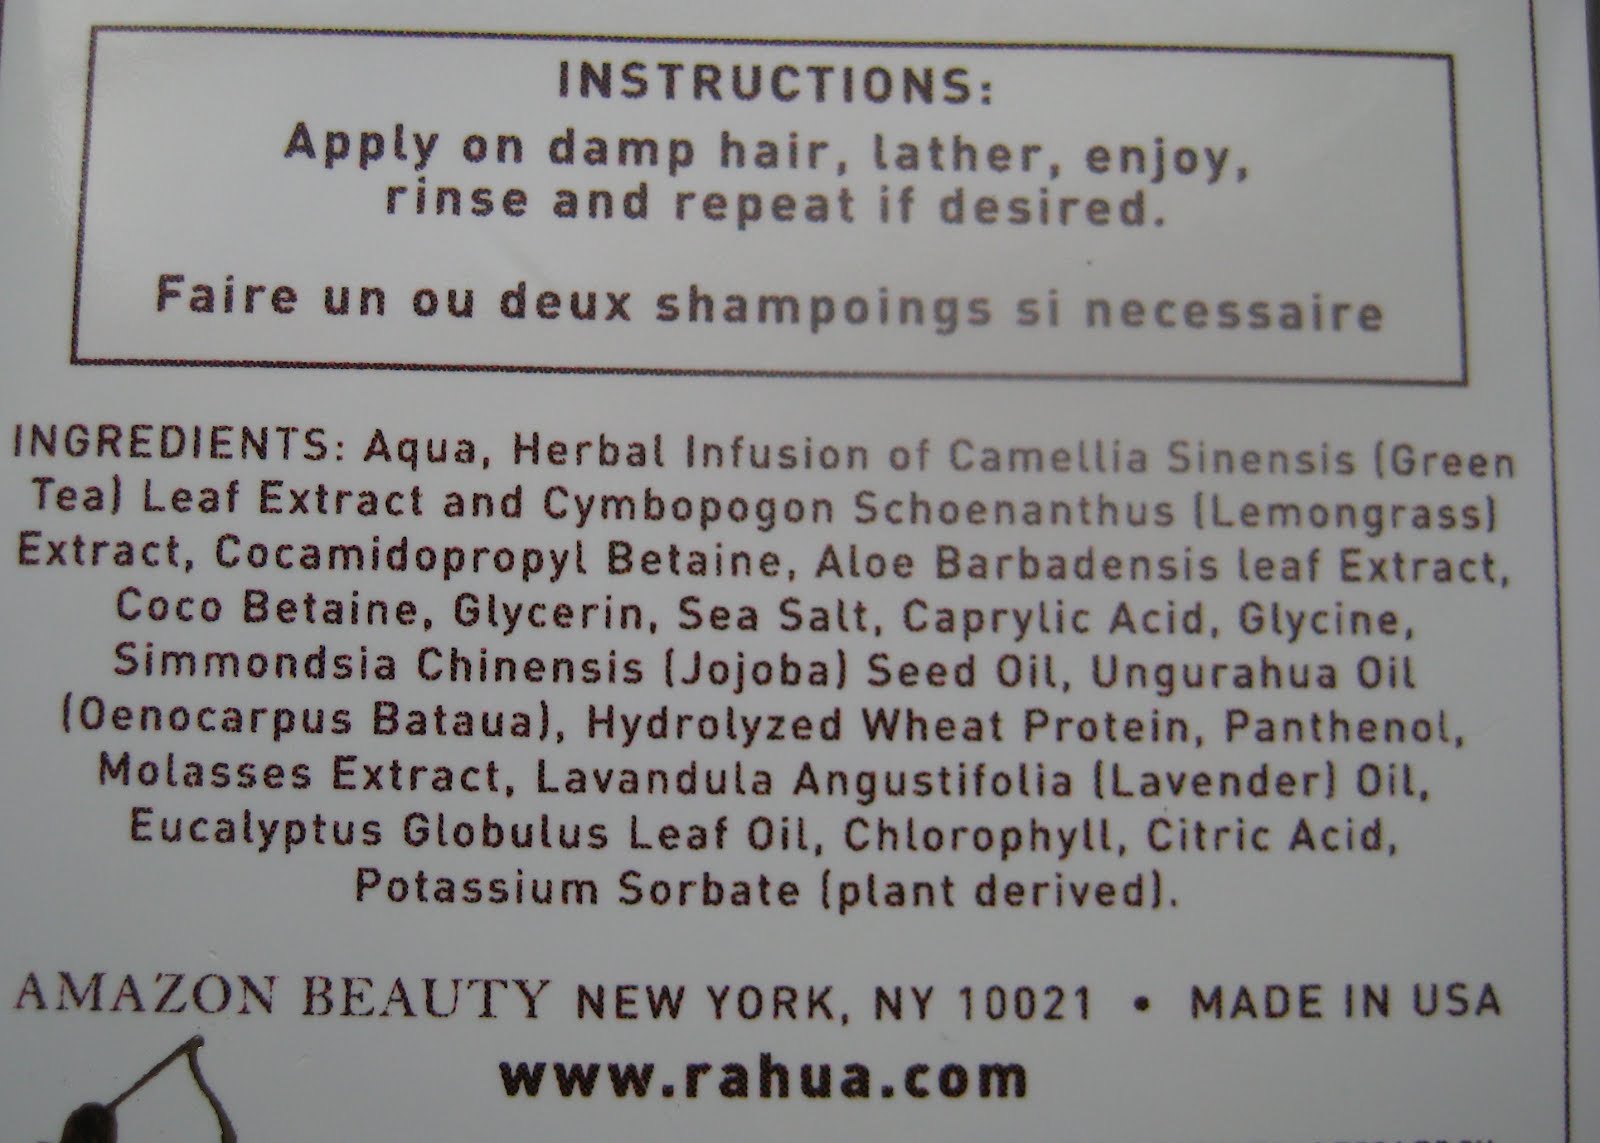 INSTRUCTIONS:
Apply on damp hair, lather, enjoy,
rinse and repeat if desired.
Faire un ou deux shampoings si necessaire
INGREDIENTS: Aqua, Herbal Infusion of Camellia Sinensis (Green
Tea) Leaf Extract and Cymbopogon Schoenanthus (Lemongrass)
Extract, Cocamidopropyl Betaine, Aloe Barbadensis leaf Extract,
Coco Betaine, Glycerin, Sea Salt, Caprylic Acid, Glycine,
Simmondsia Chinensis (Jojoba) Seed Oil, Ungurahua Oil
(Oenocarpus Bataua), Hydrolyzed Wheat Protein, Panthenol,
Molasses Extract, Lavandula Angustifolia (Lavender) Oil,
Eucalyptus Globulus Leaf Oil, Chlorophyll, Citric Acid,
Potassium Sorbate (plant derived).
AMAZON BEAUTY NEW YORK, NY 10021 • MADE IN USA
www.rahua.com